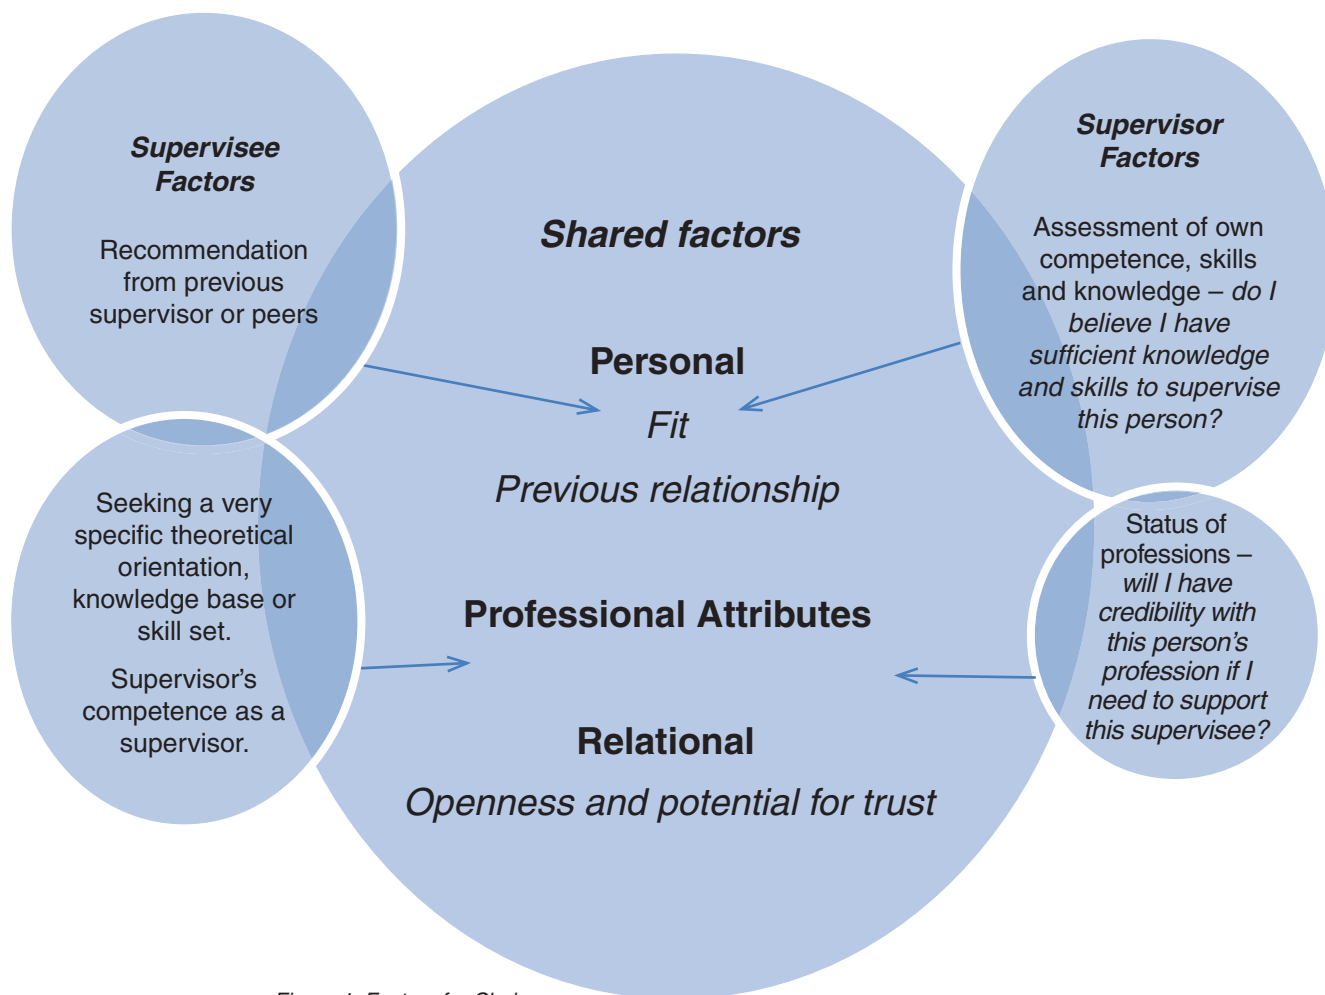 Supervisee
Factors
Recommendation
from previous
supervisor or peers
Seeking a very
specific theoretical
orientation,
knowledge base or
skill set.
Supervisor’s
competence as a
supervisor.
Shared factors
Personal
Fit
Previous relationship
Professional Attributes
Relational
Openness and potential for trust
Supervisor
Factors
Assessment of own
competence, skills
and knowledge – do I
believe I have
sufficient knowledge
and skills to supervise
this person?
Status of
professions –
will I have
credibility with
this person’s
profession if I
need to support
this supervisee?